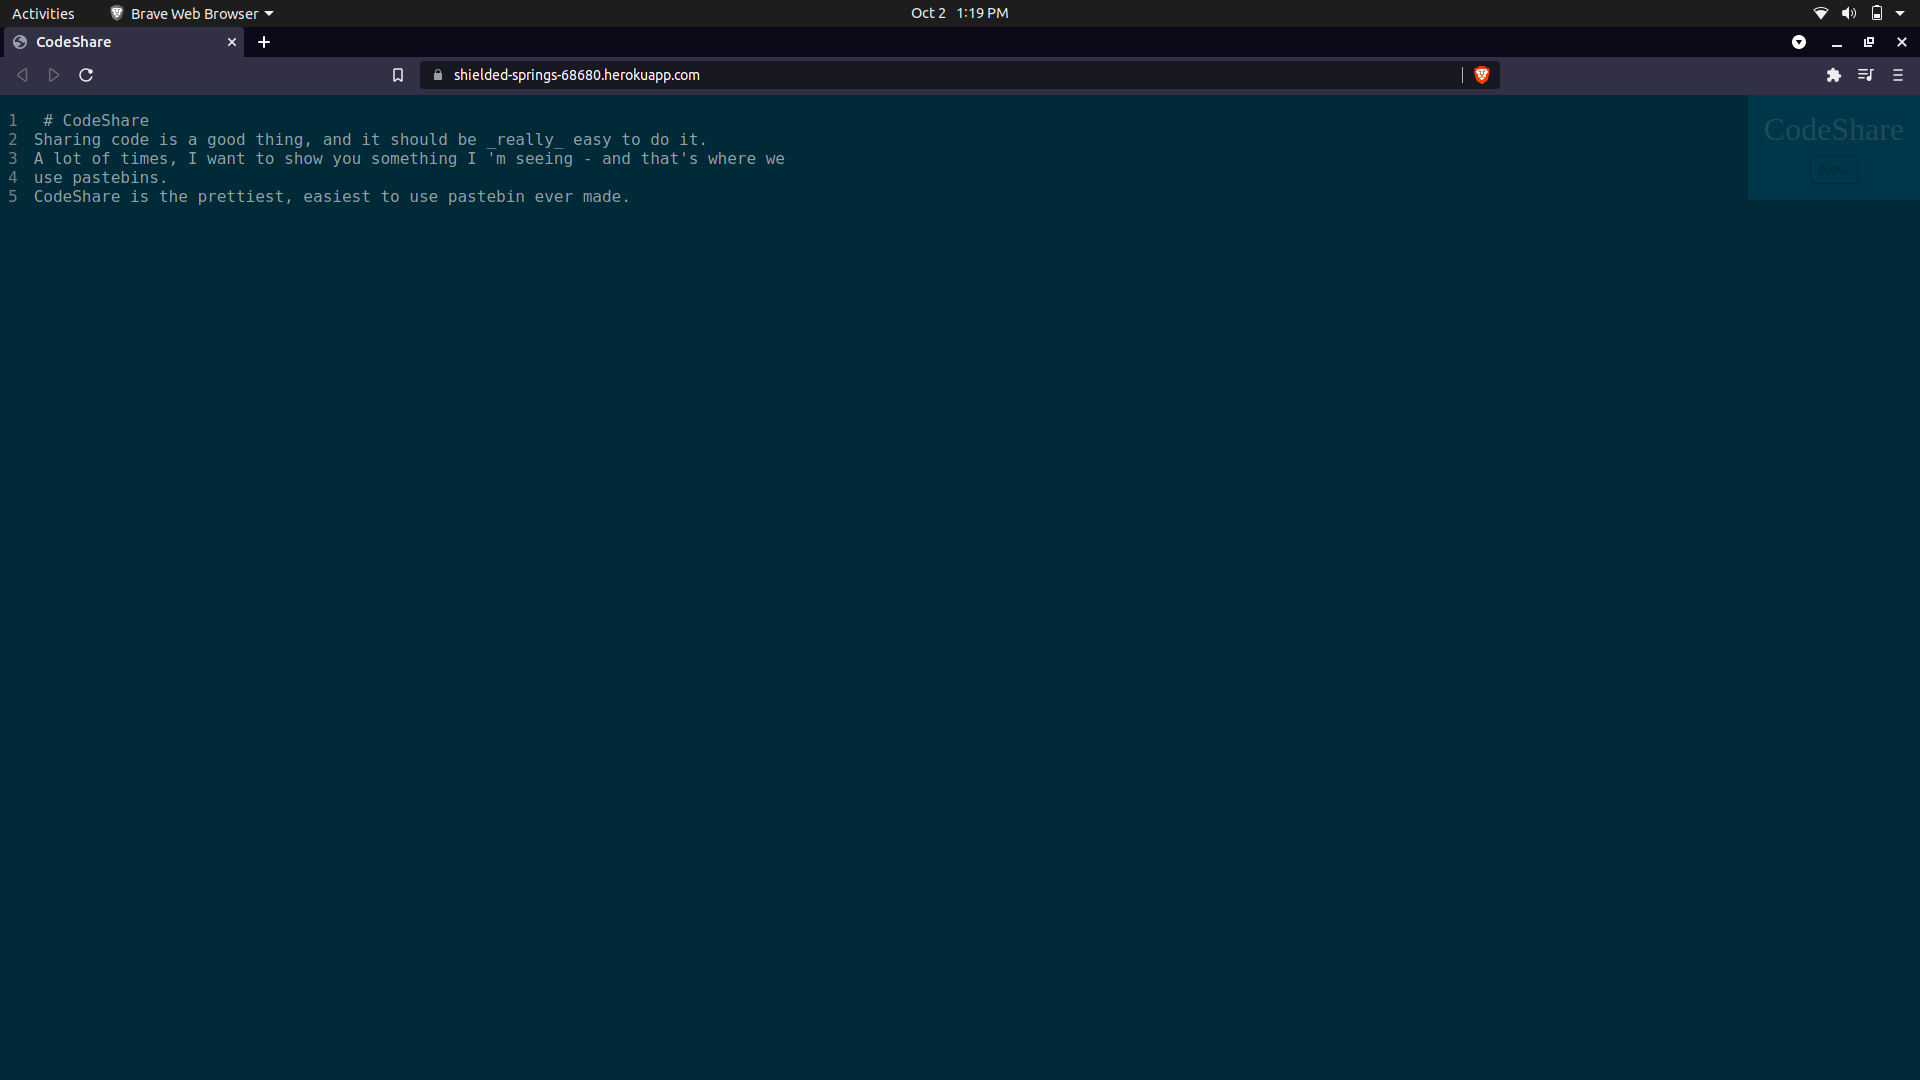 Activities Brave Web Browser Oct 2 1:19 PM
CodeShare
shielded-springs-68680.herokuapp.com
1 # CodeShare
2 Sharing code is a good thing, and it should be _really_ easy to do it.
3 A lot of times, I want to show you something I 'm seeing - and that's where we
4 use pastebins.
5 CodeShare is the prettiest, easiest to use pastebin ever made.
CodeShare
New